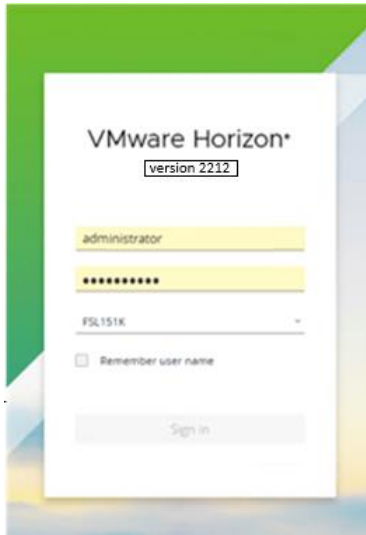 VMware Horizon®
version 2212
administrator
••••••••••
FSL151K
Remember user name
Sign in